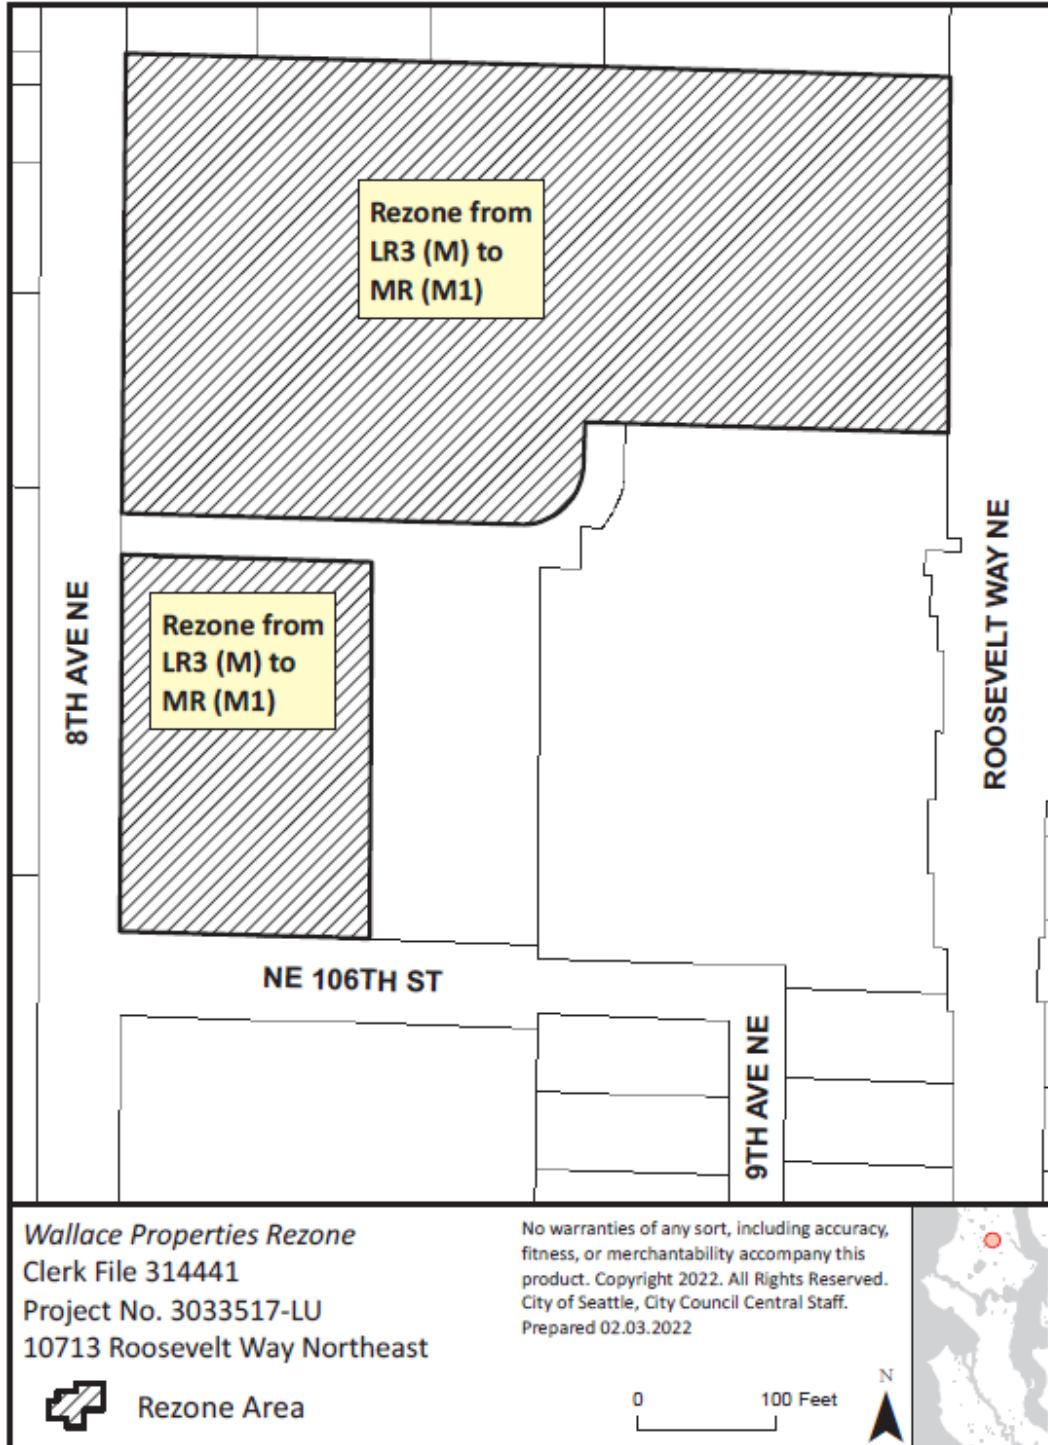 Rezone from
LR3 (M) to
MR (M1)
Rezone from
LR3 (M) to
MR (M1)
8TH AVE NE
ROOSEVELT WAY NE
NE 106TH ST
9TH AVE NE
Wallace Properties Rezone
Clerk File 314441
Project No. 3033517-LU
10713 Roosevelt Way Northeast
Rezone Area
No warranties of any sort, including accuracy,
fitness, or merchantability accompany this
product. Copyright 2022. All Rights Reserved.
City of Seattle, City Council Central Staff.
Prepared 02.03.2022
0 100 Feet
N